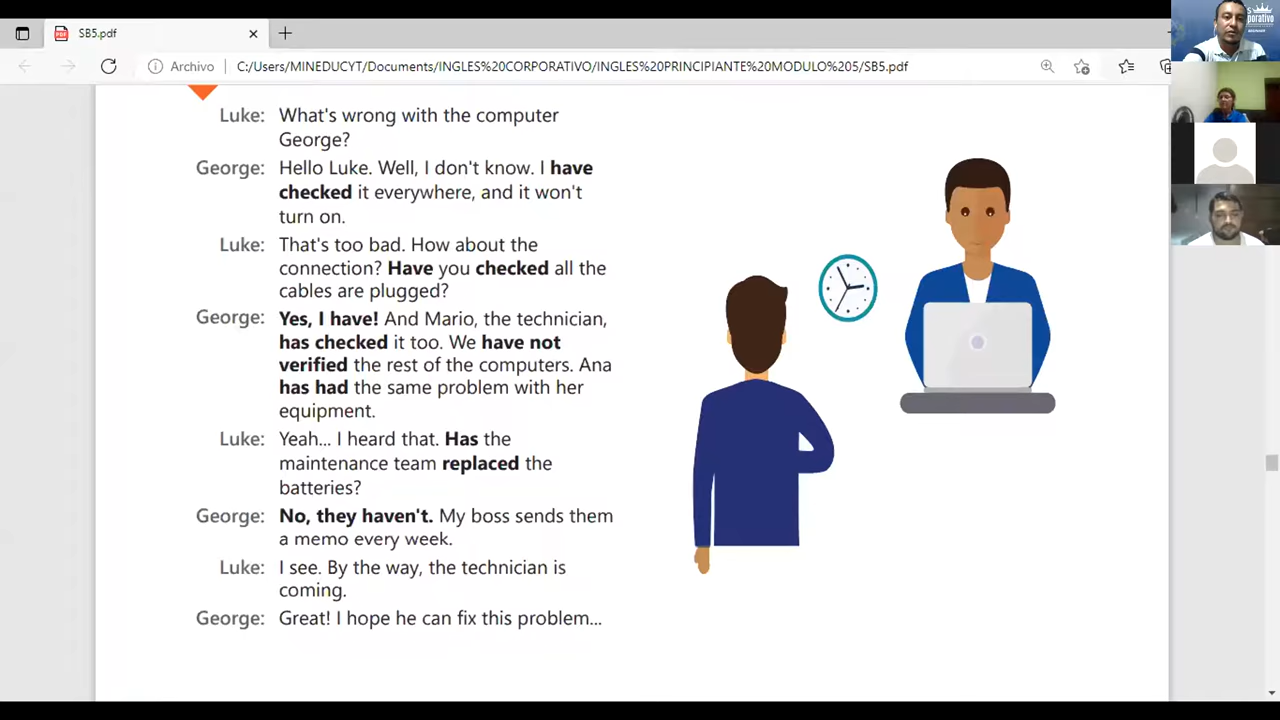 SB5.pdf
Archivo
C:/Users/MINEDUCYT/Documents/INGLES%20CORPORATIVO/INGLES%20PRINCIPIANTE%20MODULO%205/SB5.pdf
Luke: What's wrong with the computer
George?
George: Hello Luke. Well, I don't know. I have
checked it everywhere, and it won't
turn on.
Luke: That's too bad. How about the
connection? Have you checked all the
cables are plugged?
George: Yes, I have! And Mario, the technician,
has checked it too. We have not
verified the rest of the computers. Ana
has had the same problem with her
equipment.
Luke: Yeah... I heard that. Has the
maintenance team replaced the
batteries?
George: No, they haven't. My boss sends them
a memo every week.
Luke: I see. By the way, the technician is
coming.
George: Great! I hope he can fix this problem...